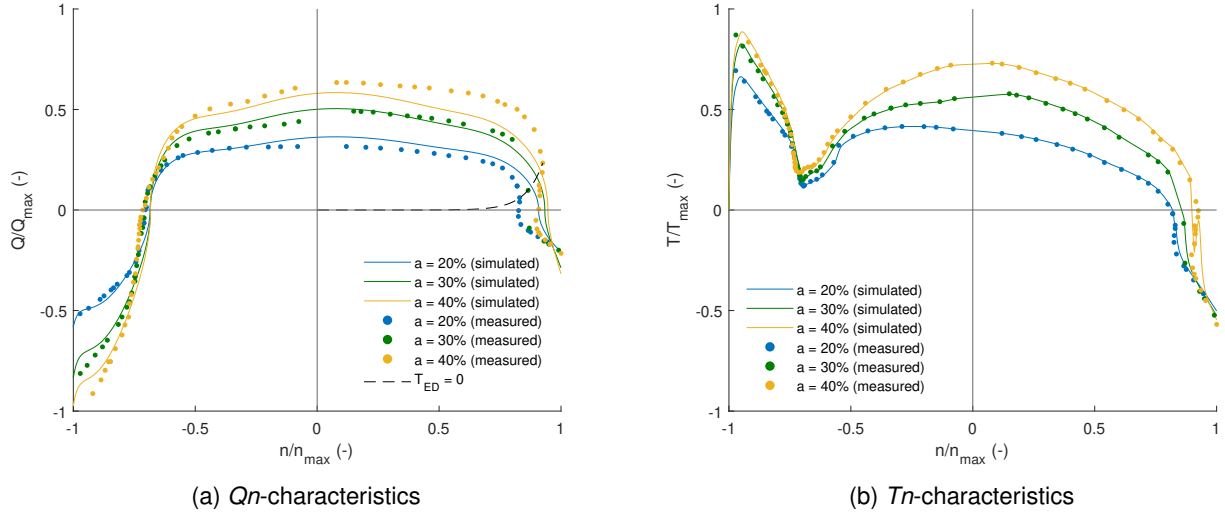 1
0.5
0
-0.5
-1
-1
-0.5
0
0.5
1
Q/Q_max (-)
n/n_max (-)
a = 20% (simulated)
a = 30% (simulated)
a = 40% (simulated)
a = 20% (measured)
a = 30% (measured)
a = 40% (measured)
T_ED = 0
(a) Qn-characteristics
1
0.5
0
-0.5
-1
-1
-0.5
0
0.5
1
T/T_max (-)
n/n_max (-)
a = 20% (simulated)
a = 30% (simulated)
a = 40% (simulated)
a = 20% (measured)
a = 30% (measured)
a = 40% (measured)
(b) Tn-characteristics